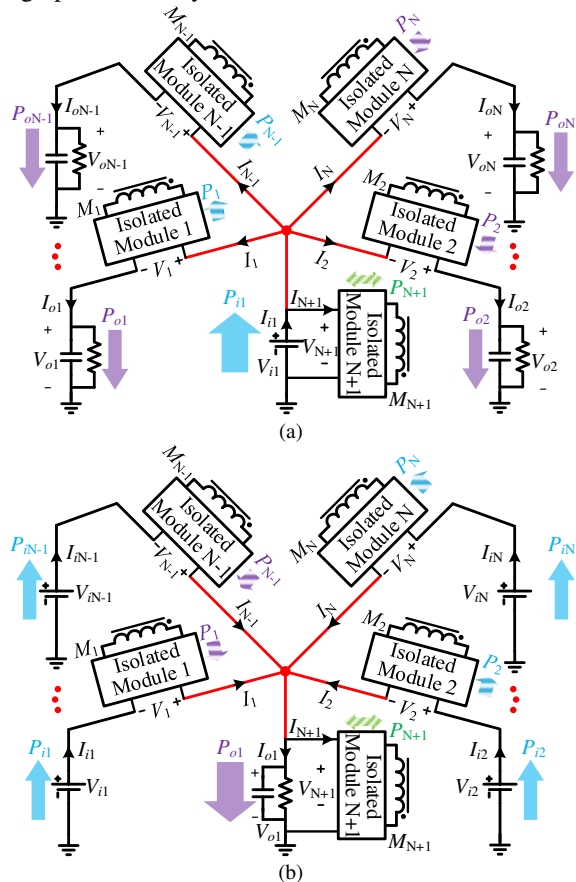 M_{N-1}
Isolated
Module N-1
P_{N-1}
- V_{N-1} +
I_{N-1}
I_{oN-1}
P_{oN-1}
+
V_{oN-1}
-
P_N
M_N
Isolated
Module N
- V_N +
I_N
I_{oN}
P_{oN}
+
V_{oN}
-
M_1
Isolated
Module 1
P_1
- V_1 +
I_1
I_{o1}
+
V_{o1}
-
P_{o1}
M_2
Isolated
Module 2
P_2
- V_2 +
I_2
I_{o2}
P_{o2}
+
V_{o2}
-
P_{i1}
I_{i1}
+
-
V_{i1}
I_{N+1}
+
V_{N+1}
-
P_{N+1}
Isolated
Module N+1
M_{N+1}
(a)
M_{N-1}
Isolated
Module N-1
P_{N-1}
- V_{N-1} +
I_{N-1}
P_{iN-1}
I_{iN-1}
+
-
V_{iN-1}
P_N
M_N
Isolated
Module N
- V_N +
I_N
I_{iN}
P_{iN}
+
-
V_{iN}
M_1
Isolated
Module 1
P_1
- V_1 +
I_1
P_{i1}
I_{i1}
+
-
V_{i1}
M_2
Isolated
Module 2
P_2
- V_2 +
I_2
I_{i2}
P_{i2}
+
-
V_{i2}
P_{o1}
I_{o1}
+
-
V_{o1}
I_{N+1}
+
V_{N+1}
-
P_{N+1}
Isolated
Module N+1
M_{N+1}
(b)